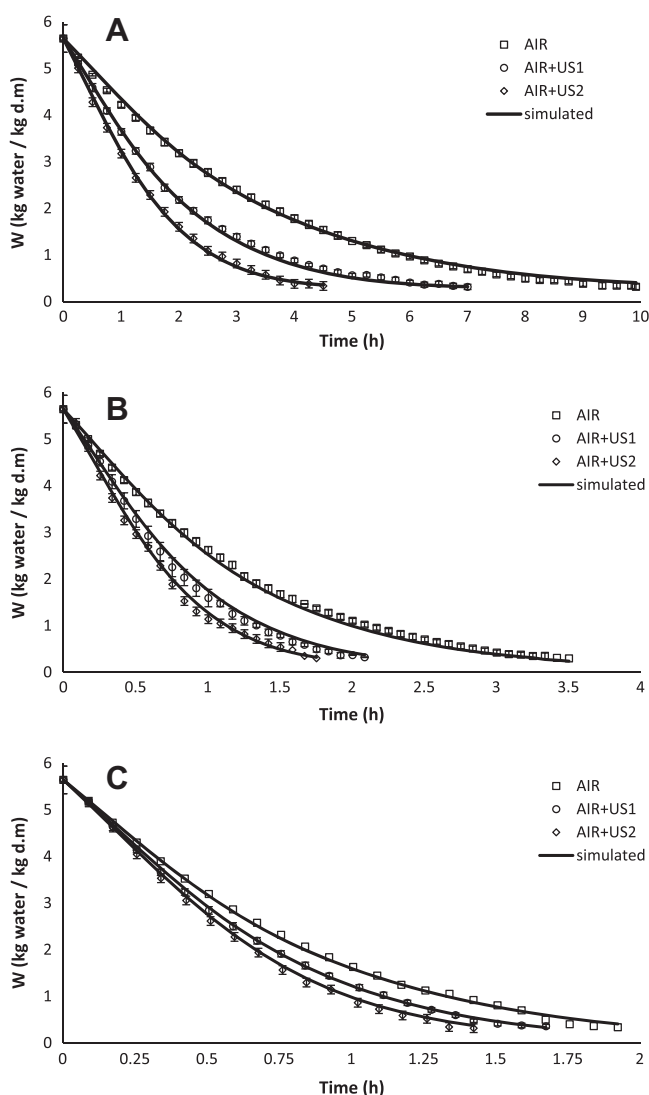 A
W (kg water / kg d.m)
6
5
4
3
2
1
0
AIR
AIR+US1
AIR+US2
simulated
0 1 2 3 4 5 6 7 8 9 10
Time (h)
B
W (kg water / kg d.m)
6
5
4
3
2
1
0
AIR
AIR+US1
AIR+US2
simulated
0 0.5 1 1.5 2 2.5 3 3.5 4
Time (h)
C
W (kg water / kg d.m)
6
5
4
3
2
1
0
AIR
AIR+US1
AIR+US2
simulated
0 0.25 0.5 0.75 1 1.25 1.5 1.75 2
Time (h)